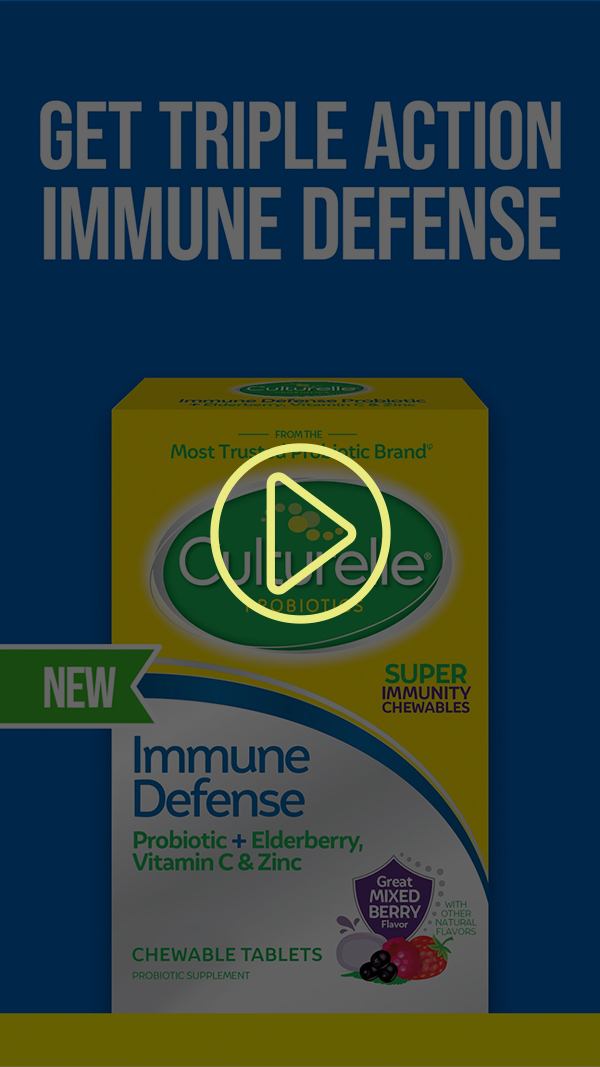 GET TRIPLE ACTION
IMMUNE DEFENSE
Culturelle
Immune Defense Probiotic
+ Elderberry, Vitamin C & Zinc
FROM THE
Most Trusted Probiotic Brand
Culturelle®
PROBIOTICS
SUPER
IMMUNITY
CHEWABLES
NEW
Immune
Defense
Probiotic + Elderberry,
Vitamin C & Zinc
Great
MIXED
BERRY
Flavor
WITH
OTHER
NATURAL
FLAVORS
CHEWABLE TABLETS
PROBIOTIC SUPPLEMENT